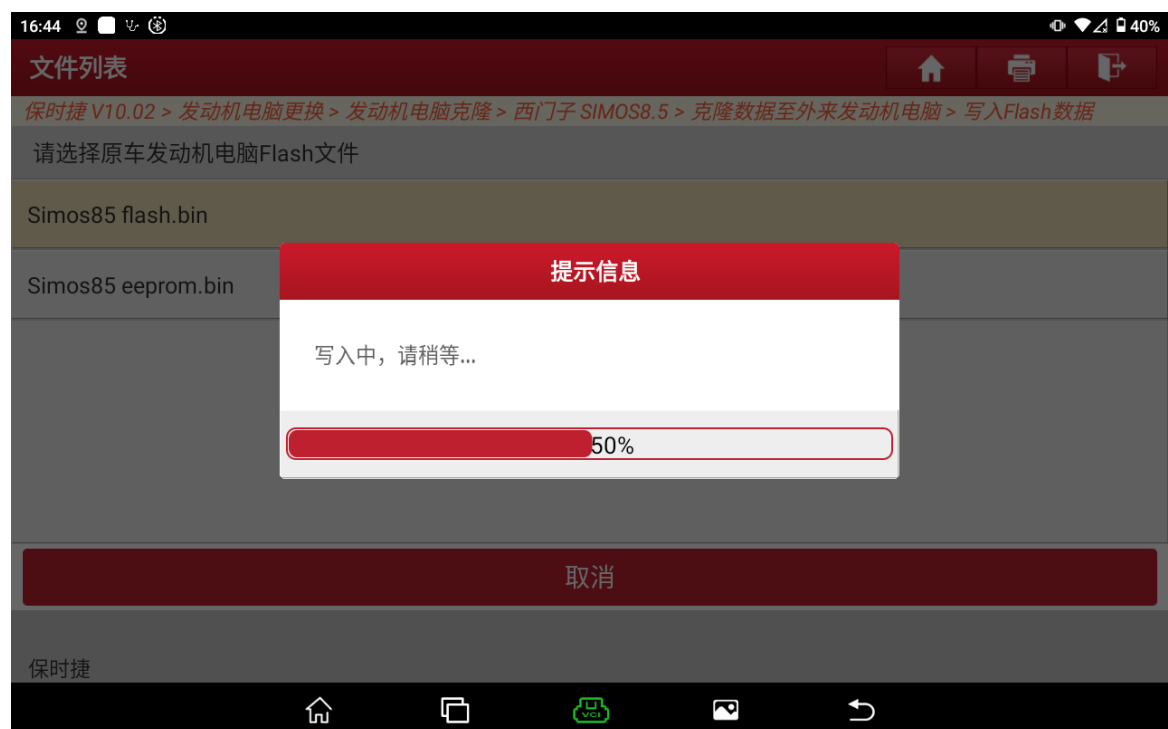 16:44 40%
文件列表
保时捷 V10.02 > 发动机电脑更换 > 发动机电脑克隆 > 西门子 SIMOS8.5 > 克隆数据至外来发动机电脑 > 写入Flash数据
请选择原车发动机电脑Flash文件
Simos85 flash.bin
提示信息
Simos85 eeprom.bin
写入中，请稍等...
50%
取消
保时捷
VCI